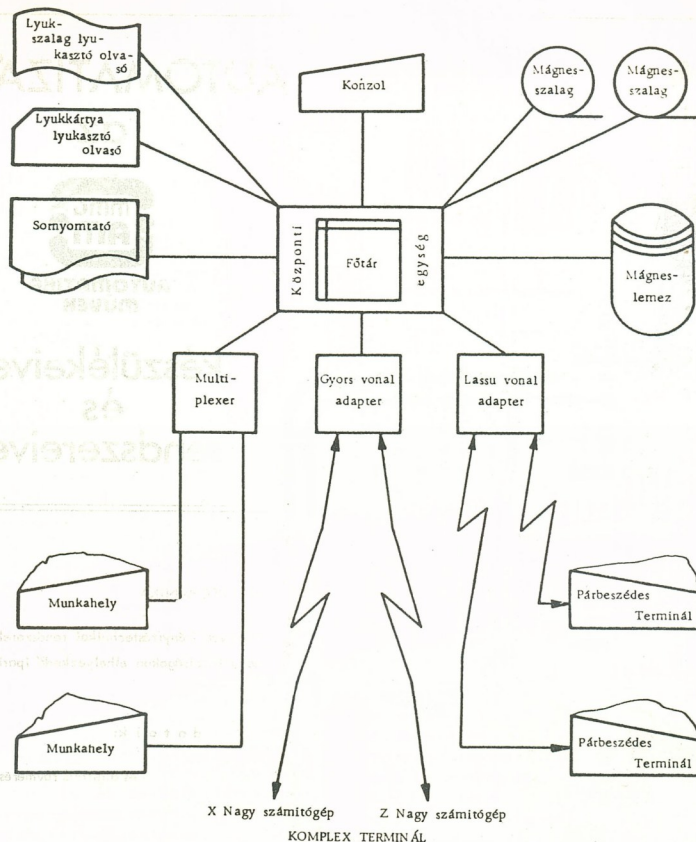 Lyuk-
szalag lyu-
kasztó olva-
só
Konzol
Mágnes-
szalag
Mágnes-
szalag
Lyukkártya
lyukasztó
olvasó
Sornyomtató
Központi
Főtár
egység
Mágnes-
lemez
Multi-
plexer
Gyors vonal
adapter
Lassu vonal
adapter
Munkahely
Párbeszédes
Terminál
Munkahely
Párbeszédes
Terminál
X Nagy számitógép
Z Nagy számitógép
KOMPLEX TERMINÁL